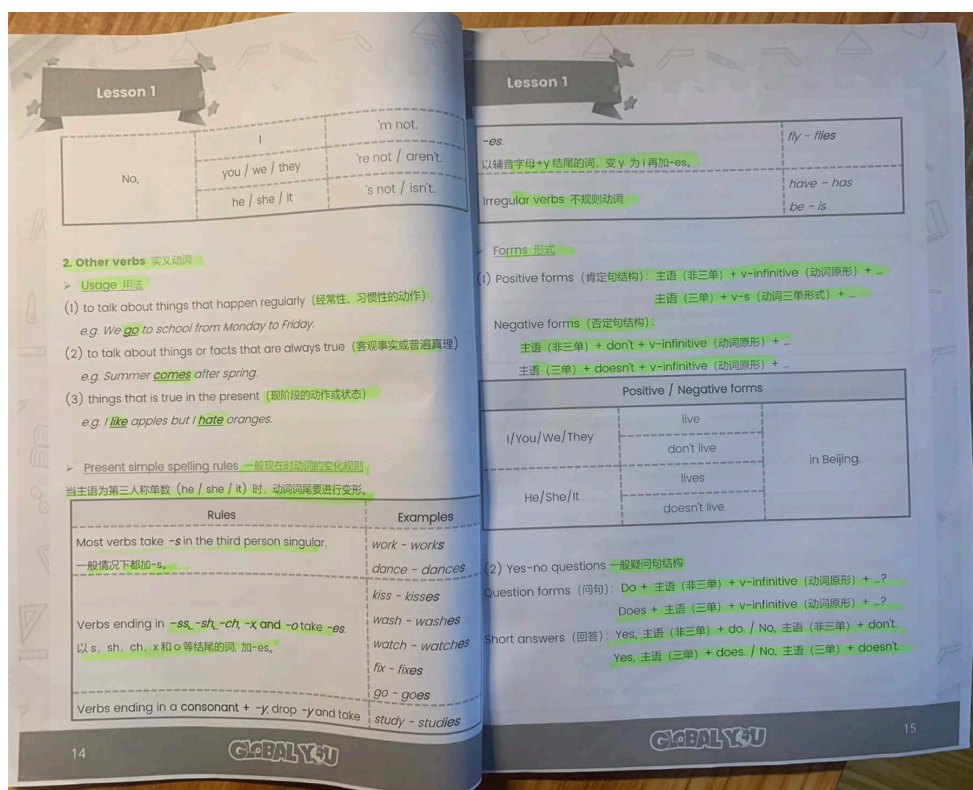 Lesson 1
No,
I
'm not.
you / we / they
're not / aren't.
he / she / it
's not / isn't.
2. Other verbs 实义动词
➢ Usage 用法
(1) to talk about things that happen regularly (经常性、习惯性的动作)
e.g. We go to school from Monday to Friday.
(2) to talk about things or facts that are always true (客观事实或普遍真理)
e.g. Summer comes after spring.
(3) things that is true in the present (现阶段的动作或状态)
e.g. I like apples but I hate oranges.
➢ Present simple spelling rules 一般现在时动词的变化规则
当主语为第三人称单数（he / she / it）时，动词词尾要进行变形。
Rules
Examples
Most verbs take -s in the third person singular.
一般情况下都加-s。
work - works
dance - dances
Verbs ending in -ss, -sh, -ch, -x, and -o take -es.
以 s，sh，ch，x 和 o 等结尾的词，加-es。
kiss - kisses
wash - washes
watch - watches
fix - fixes
go - goes
Verbs ending in a consonant + -y, drop -y and take
study - studies
14
GLOBAL YOU
Lesson 1
-es.
以辅音字母+y 结尾的词，变 y 为 i 再加-es。
fly - flies
Irregular verbs 不规则动词
have - has
be - is
➢ Forms 形式
(1) Positive forms（肯定句结构）：主语（非三单）+ v-infinitive（动词原形）+ …
主语（三单）+ v-s（动词三单形式）+ …
Negative forms（否定句结构）：
主语（非三单）+ don't + v-infinitive（动词原形）+ …
主语（三单）+ doesn't + v-infinitive（动词原形）+ …
Positive / Negative forms
I/You/We/They
live
don't live
He/She/It
lives
doesn't live
in Beijing.
(2) Yes-no questions 一般疑问句结构
Question forms（问句）：Do + 主语（非三单）+ v-infinitive（动词原形）+ …?
Does + 主语（三单）+ v-infinitive（动词原形）+ …?
Short answers（回答）：Yes, 主语（非三单）+ do. / No, 主语（非三单）+ don't.
Yes, 主语（三单）+ does. / No, 主语（三单）+ doesn't.
GLOBAL YOU
15